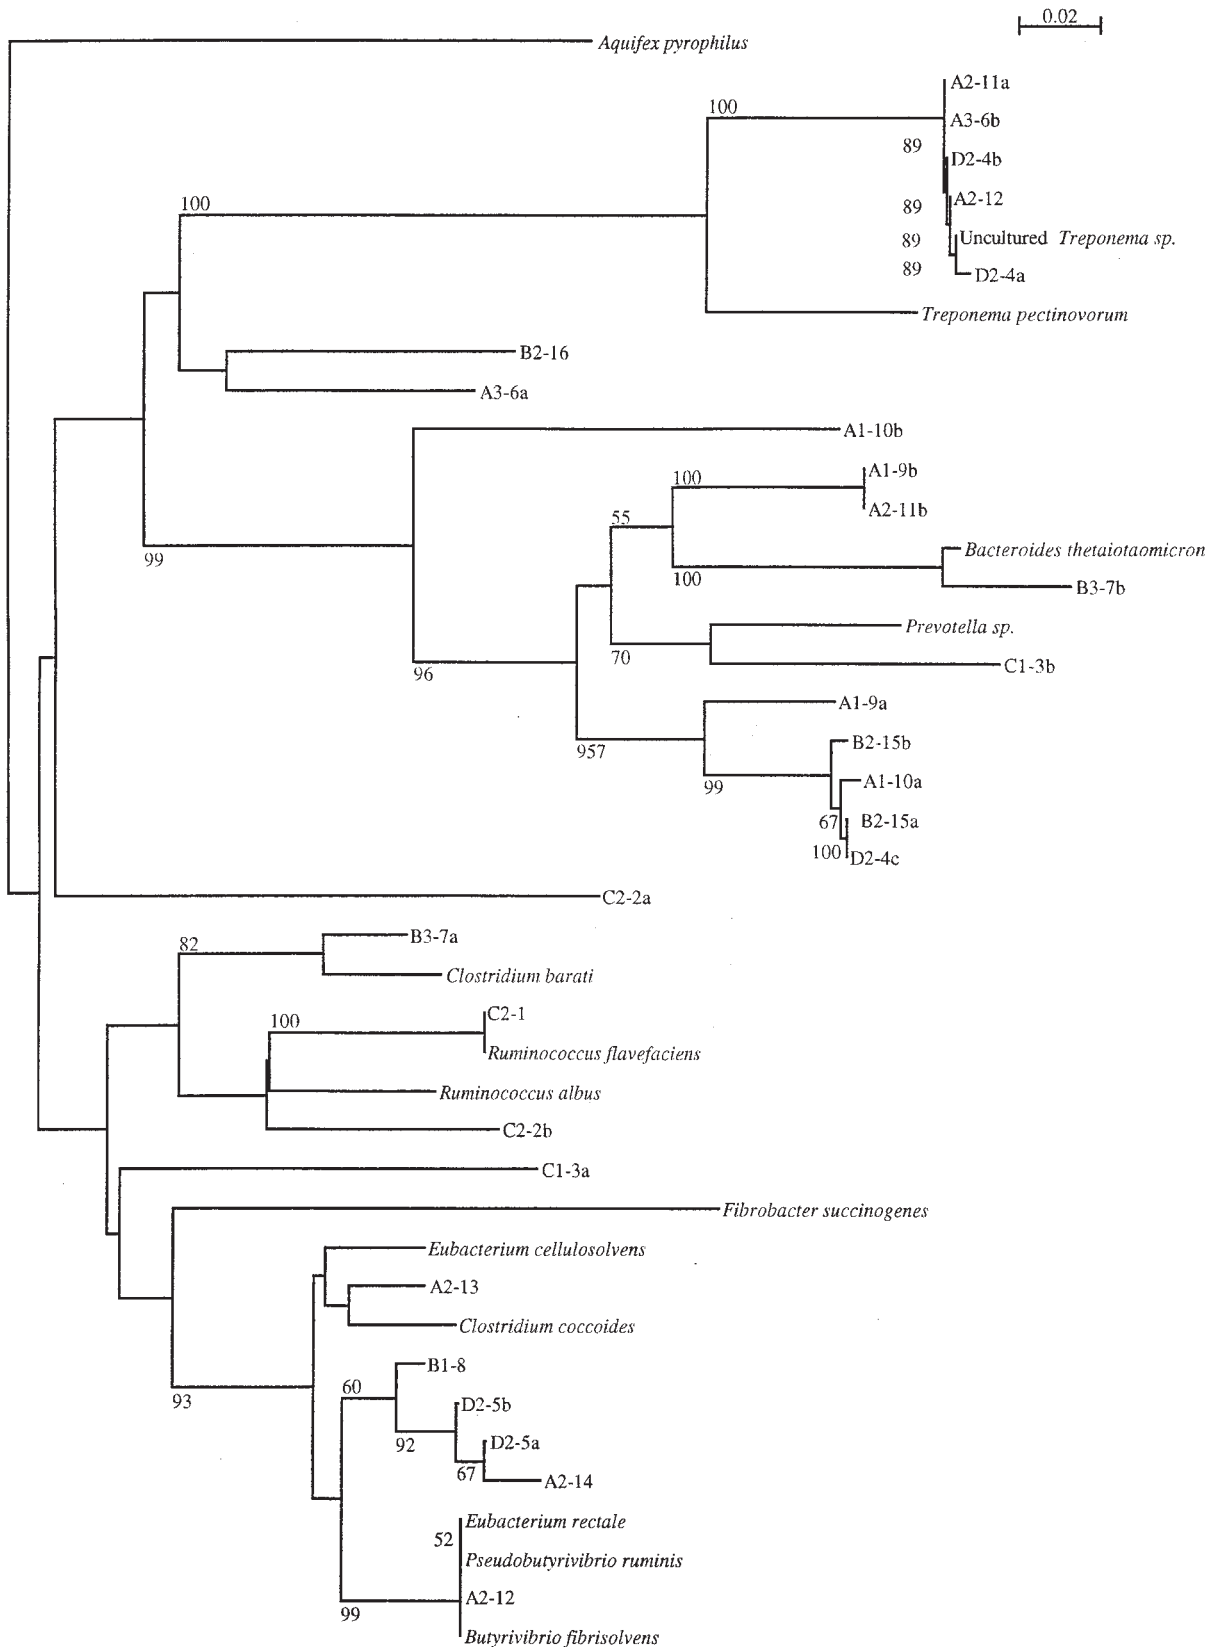 0.02
Aquifex pyrophilus
A2-11a
100
A3-6b
89
D2-4b
A2-12
100
89
Uncultured Treponema sp.
89
89
D2-4a
Treponema pectinovorum
B2-16
A3-6a
A1-10b
A1-9b
100
A2-11b
55
Bacteroides thetaiotaomicron
99
100
B3-7b
Prevotella sp.
70
C1-3b
96
A1-9a
B2-15b
957
A1-10a
99
67
B2-15a
100
D2-4c
C2-2a
B3-7a
82
Clostridium barati
C2-1
100
Ruminococcus flavefaciens
Ruminococcus albus
C2-2b
C1-3a
Fibrobacter succinogenes
Eubacterium cellulosolvens
A2-13
Clostridium coccoides
B1-8
60
93
D2-5b
92
D2-5a
67
A2-14
Eubacterium rectale
52
Pseudobutyrivibrio ruminis
A2-12
99
Butyrivibrio fibrisolvens